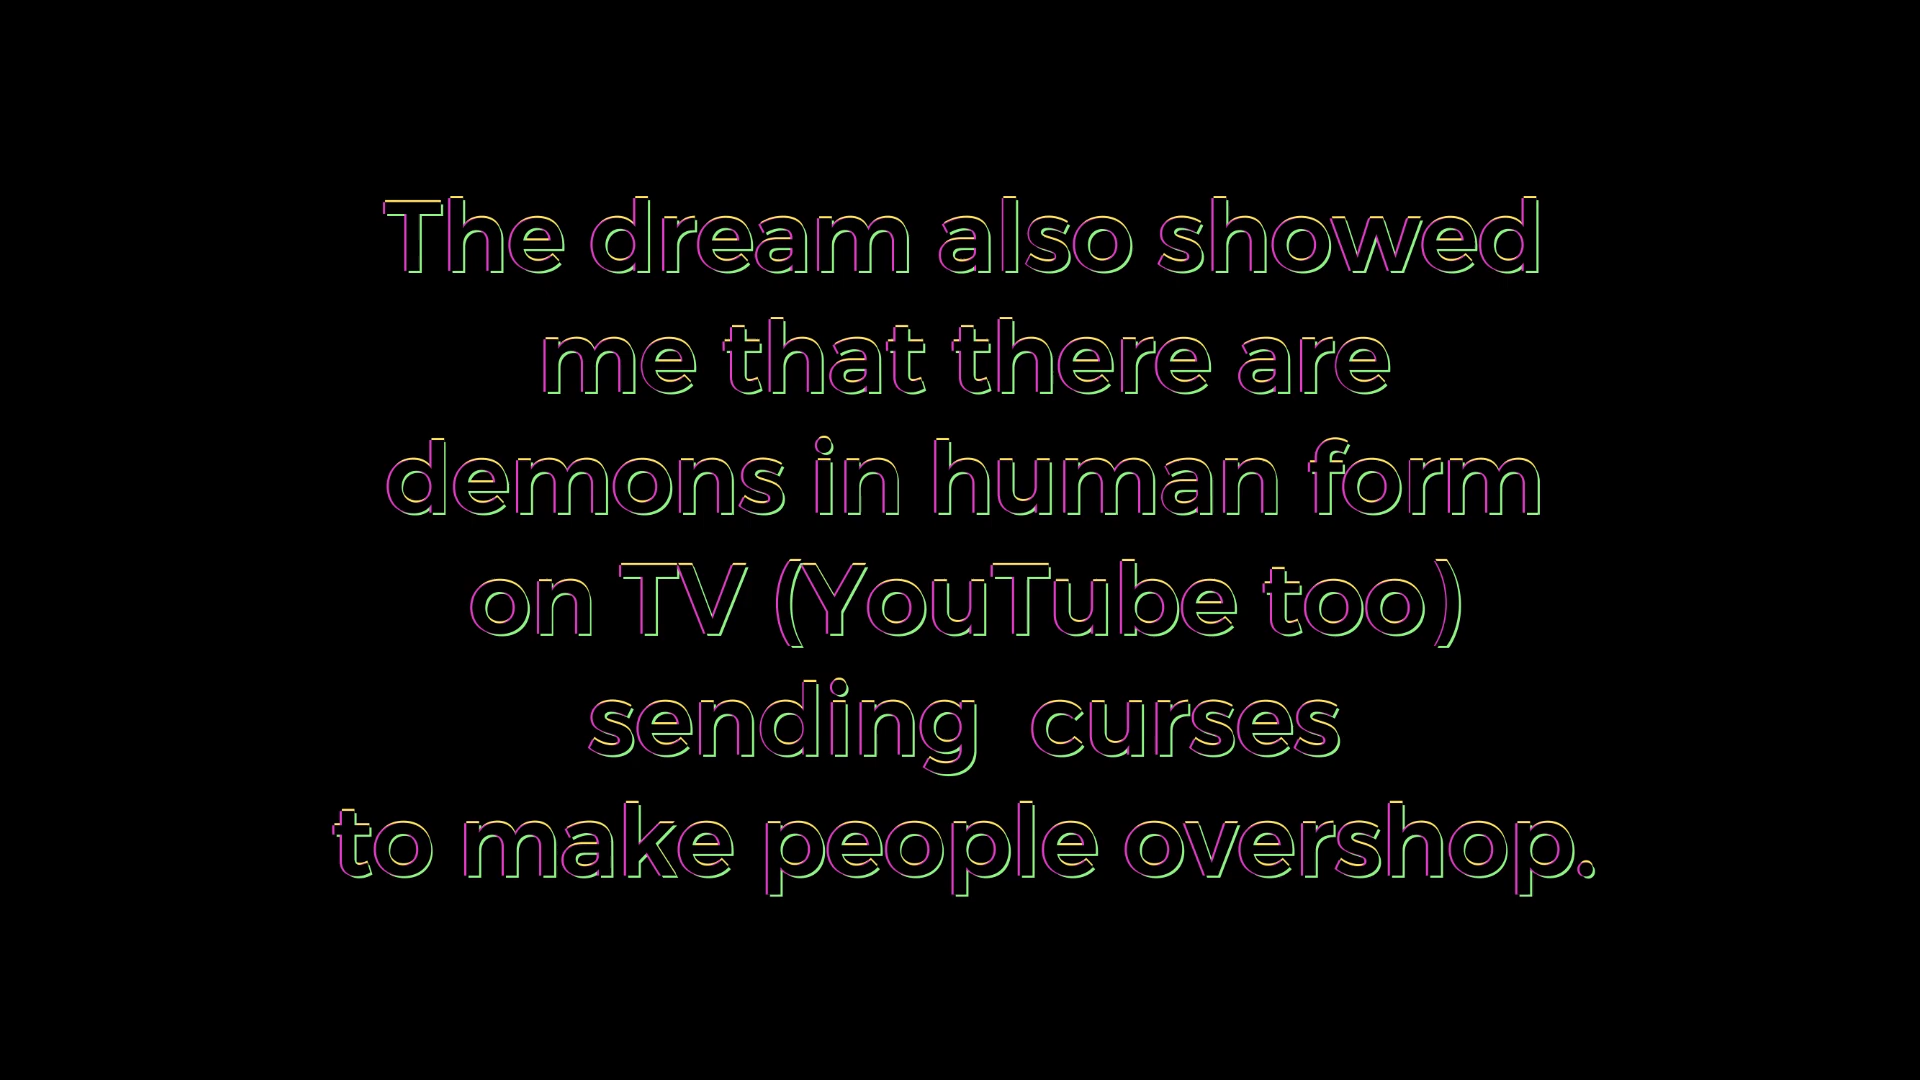 The dream also showed
me that there are
demons in human form
on TV (YouTube too)
sending  curses
to make people overshop.